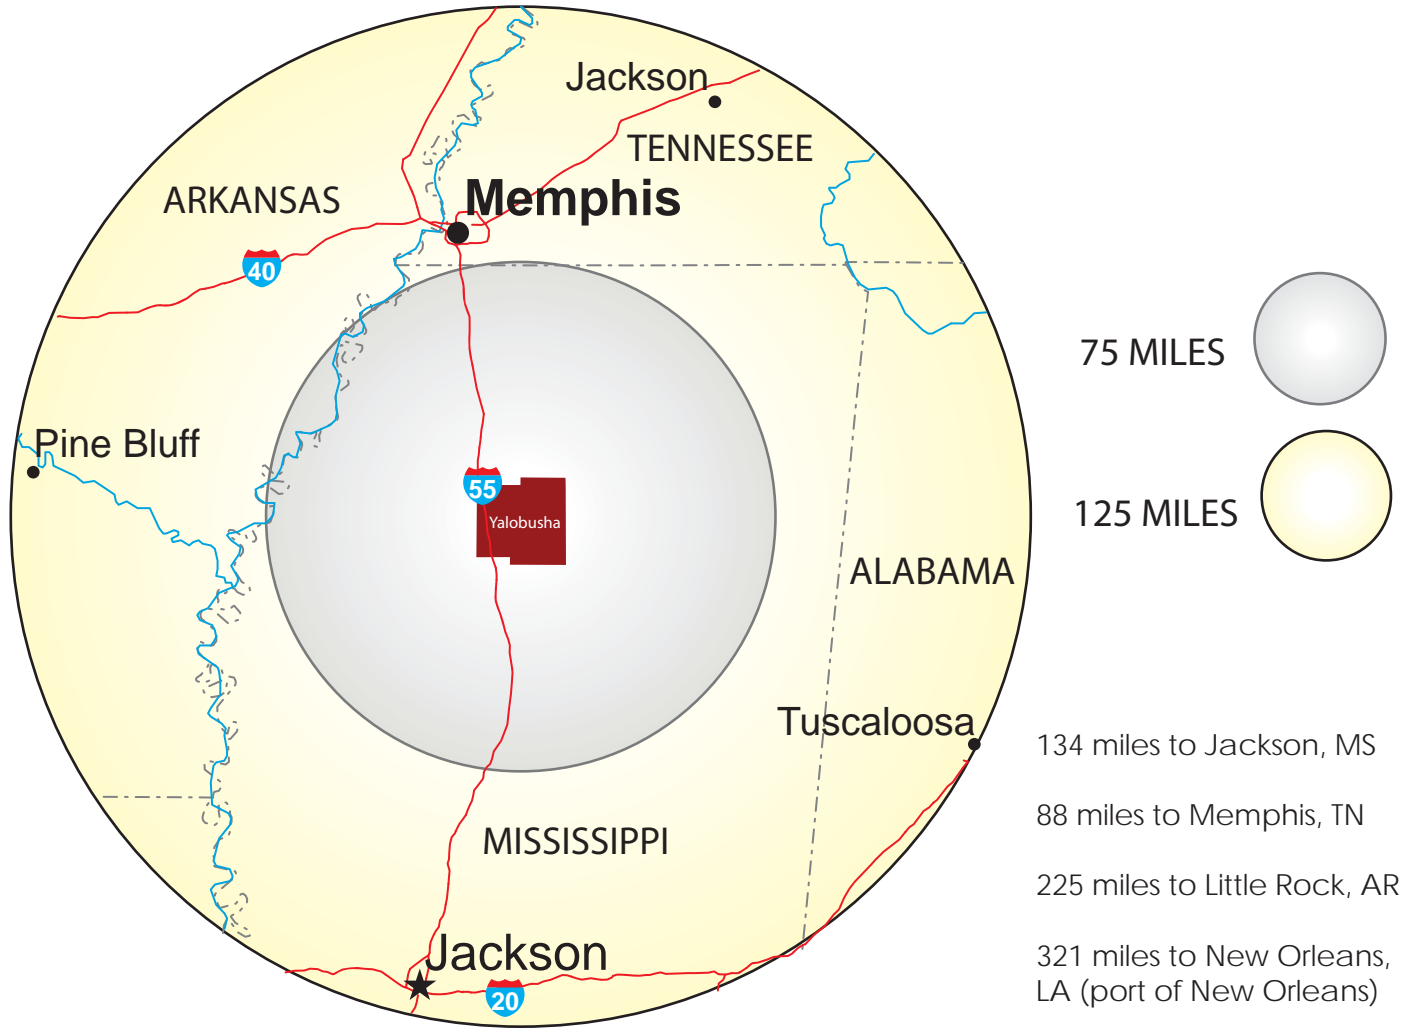 Jackson
TENNESSEE
ARKANSAS
Memphis
40
75 MILES
Pine Bluff
55
Yalobusha
125 MILES
ALABAMA
Tuscaloosa
134 miles to Jackson, MS
88 miles to Memphis, TN
MISSISSIPPI
225 miles to Little Rock, AR
Jackson
20
321 miles to New Orleans,
LA (port of New Orleans)